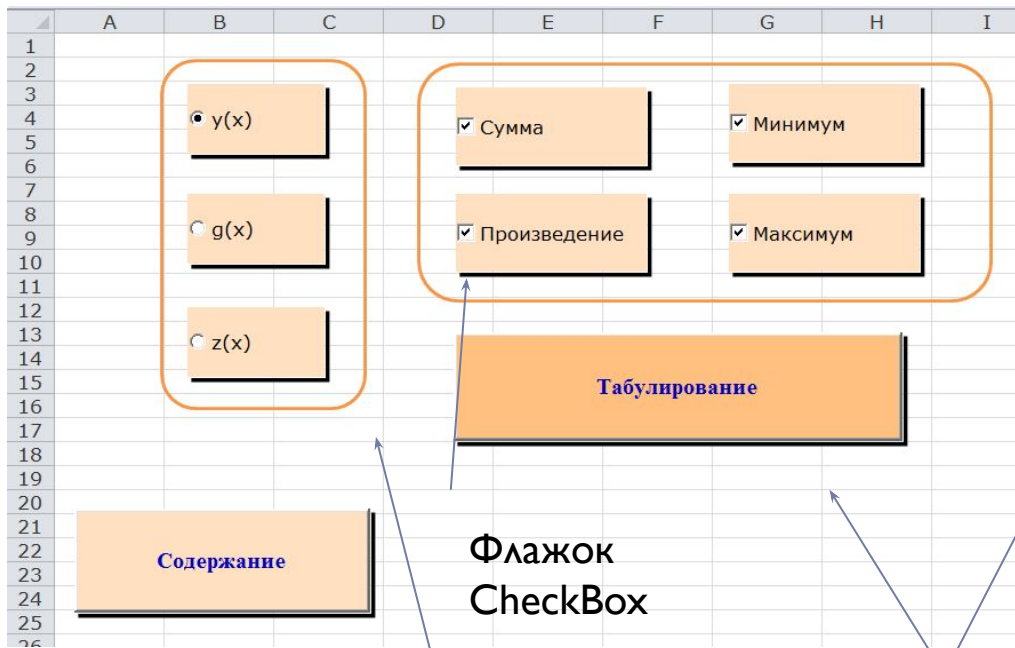 A B C D E F G H I
1
2
3
4
5
6
7
8
9
10
11
12
13
14
15
16
17
18
19
20
21
22
23
24
25
26
y(x)
g(x)
z(x)
Сумма
Минимум
Произведение
Максимум
Табулирование
Содержание
Флажок
CheckBox